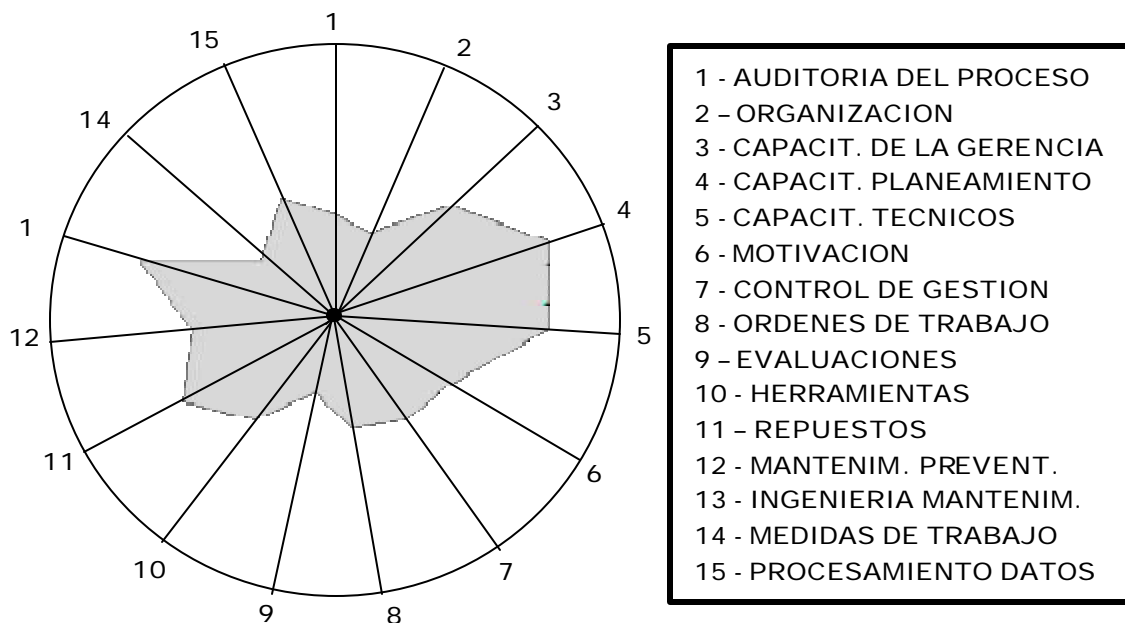 1
2
3
4
5
6
7
8
9
10
11
12
1
14
15
1 - AUDITORIA DEL PROCESO
2 – ORGANIZACION
3 - CAPACIT. DE LA GERENCIA
4 - CAPACIT. PLANEAMIENTO
5 - CAPACIT. TECNICOS
6 - MOTIVACION
7 - CONTROL DE GESTION
8 - ORDENES DE TRABAJO
9 – EVALUACIONES
10 - HERRAMIENTAS
11 – REPUESTOS
12 - MANTENIM. PREVENT.
13 - INGENIERIA MANTENIM.
14 - MEDIDAS DE TRABAJO
15 - PROCESAMIENTO DATOS